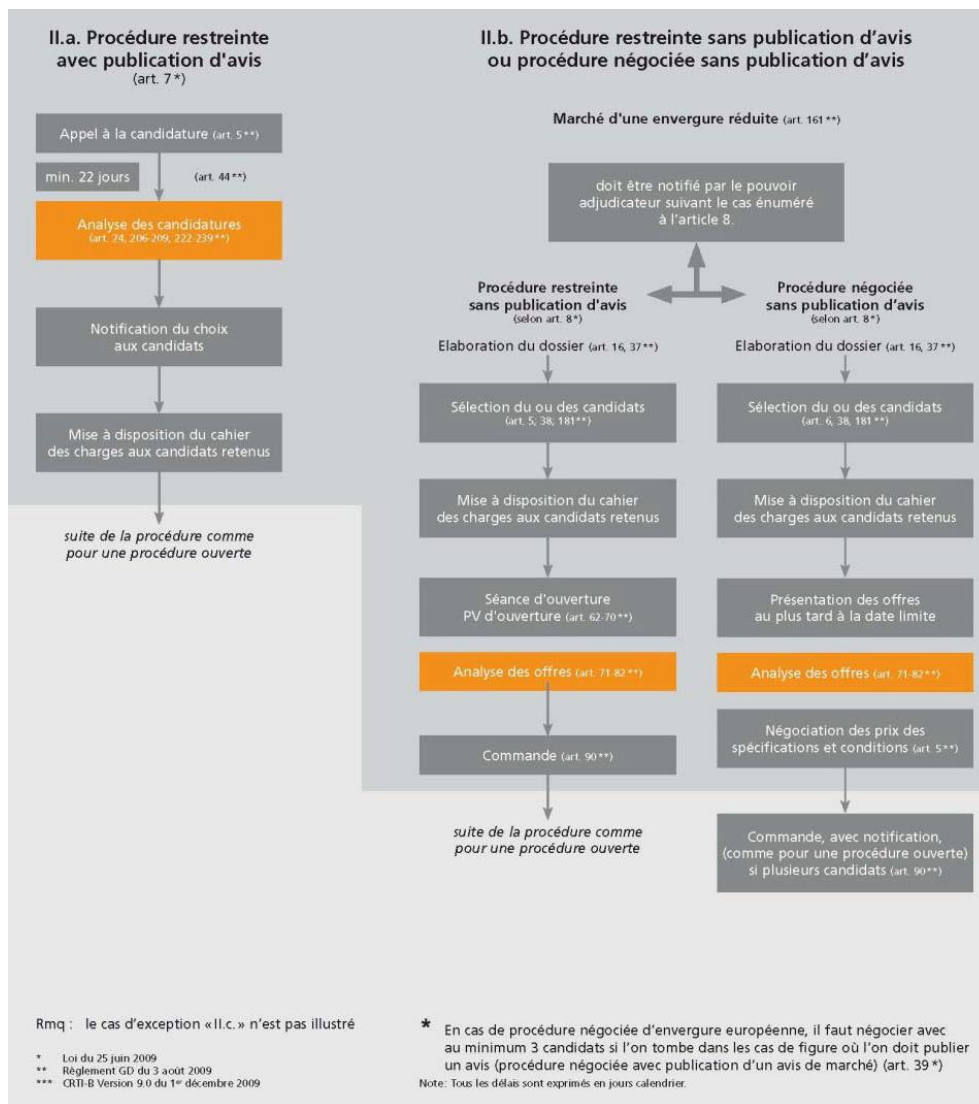 II.a. Procédure restreinte
avec publication d'avis
(art. 7*)
Appel à la candidature (art. 5**)
min. 22 jours
(art. 44**)
Analyse des candidatures
(art. 24, 206-209; 222-239**)
Notification du choix
aux candidats
Mise à disposition du cahier
des charges aux candidats retenus
suite de la procédure comme
pour une procédure ouverte
II.b. Procédure restreinte sans publication d’avis
ou procédure négociée sans publication d’avis
Marché d'une envergure réduite (art. 161**)
doit être notifié par le pouvoir
adjudicateur suivant le cas énuméré
à l’article 8.
Procédure restreinte
sans publication d'avis
(selon art. 8*)
Elaboration du dossier (art. 16, 37**)
Sélection du ou des candidats
(art. 5; 38; 181**)
Mise à disposition du cahier
des charges aux candidats retenus
Séance d'ouverture
PV d'ouverture (art. 62-70**)
Analyse des offres (art. 71-82**)
Commande (art. 90**)
suite de la procédure comme
pour une procédure ouverte
Procédure négociée
sans publication d’avis
(selon art. 8*)
Elaboration du dossier (art. 16, 37**)
Sélection du ou des candidats
(art. 6, 38, 181**)
Mise à disposition du cahier
des charges aux candidats retenus
Présentation des offres
au plus tard à la date limite
Analyse des offres (art. 71-82**)
Négociation des prix des
spécifications et conditions (art. 5**)
Commande, avec notification,
(comme pour une procédure ouverte)
si plusieurs candidats (art. 90**)
Rmq : le cas d’exception «II.c.» n’est pas illustré
* Loi du 25 juin 2009
** Règlement GD du 3 août 2009
*** CRTI-B Version 9.0 du 1er décembre 2009
* En cas de procédure négociée d’envergure européenne, il faut négocier avec
au minimum 3 candidats si l’on tombe dans les cas de figure où l’on doit publier
un avis (procédure négociée avec publication d’un avis de marché) (art. 39*)
Note: Tous les délais sont exprimés en jours calendrier.